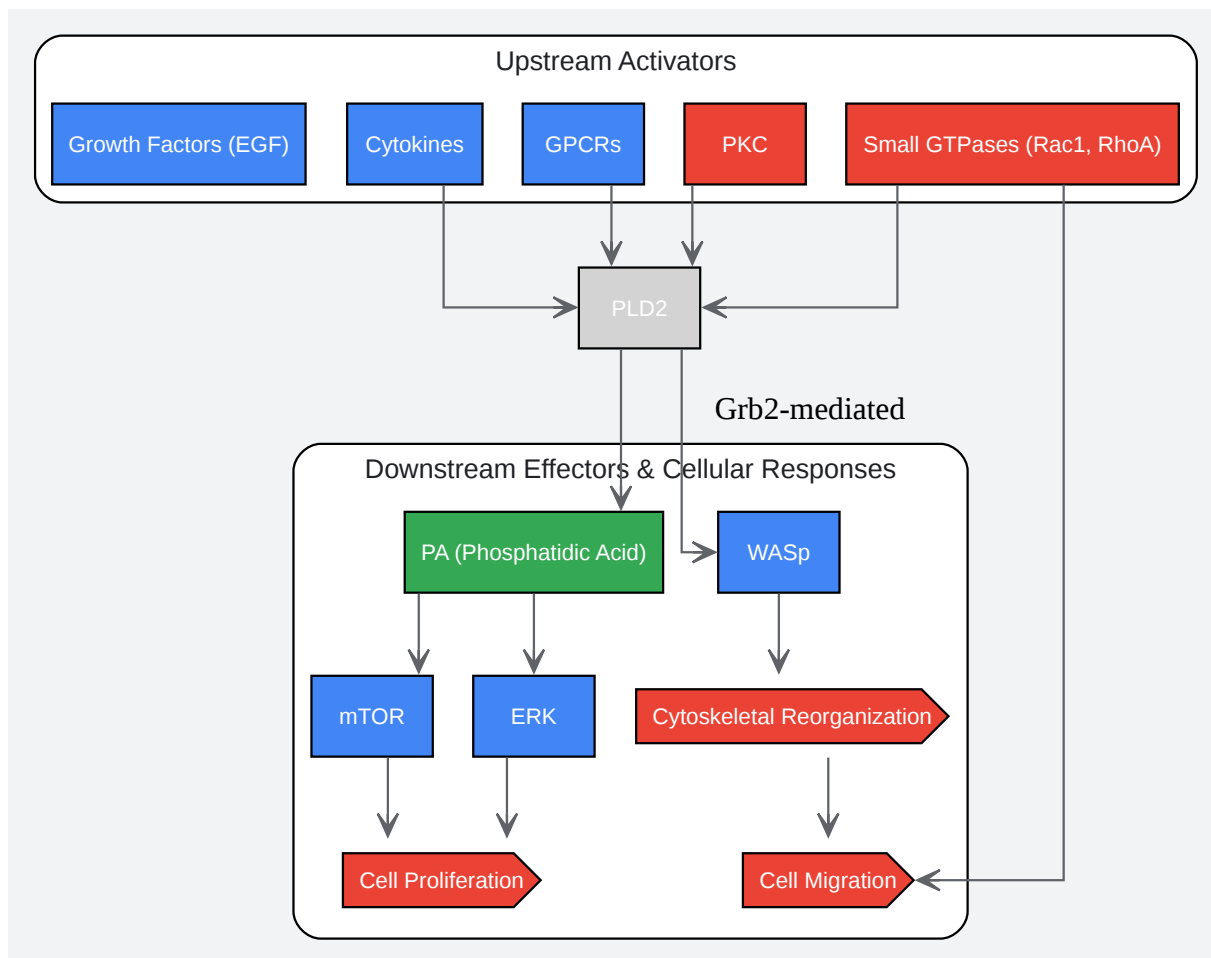 Upstream Activators
Growth Factors (EGF)
Cytokines
GPCRs
PKC
Small GTPases (Rac1, RhoA)
PLD2
Grb2-mediated
Downstream Effectors & Cellular Responses
PA (Phosphatidic Acid)
WASp
mTOR
ERK
Cytoskeletal Reorganization
Cell Proliferation
Cell Migration